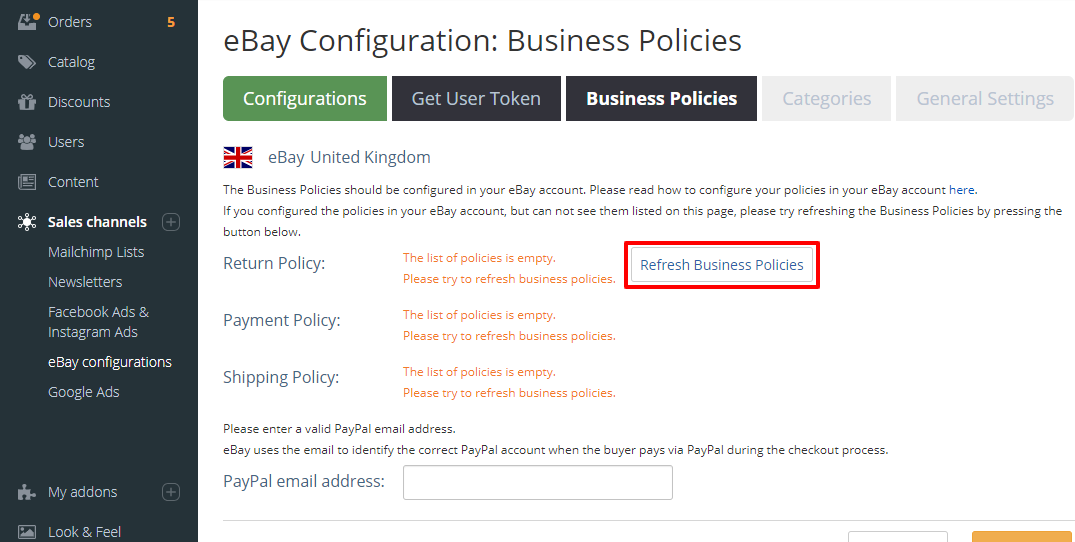 Orders 5
Catalog
Discounts
Users
Content
Sales channels
Mailchimp Lists
Newsletters
Facebook Ads &
Instagram Ads
eBay configurations
Google Ads
My addons
Look & Feel
eBay Configuration: Business Policies
Configurations Get User Token Business Policies Categories General Settings
eBay United Kingdom
The Business Policies should be configured in your eBay account. Please read how to configure your policies in your eBay account here.
If you configured the policies in your eBay account, but can not see them listed on this page, please try refreshing the Business Policies by pressing the
button below.
Return Policy:
The list of policies is empty.
Please try to refresh business policies.
Refresh Business Policies
Payment Policy:
The list of policies is empty.
Please try to refresh business policies.
Shipping Policy:
The list of policies is empty.
Please try to refresh business policies.
Please enter a valid PayPal email address.
eBay uses the email to identify the correct PayPal account when the buyer pays via PayPal during the checkout process.
PayPal email address: